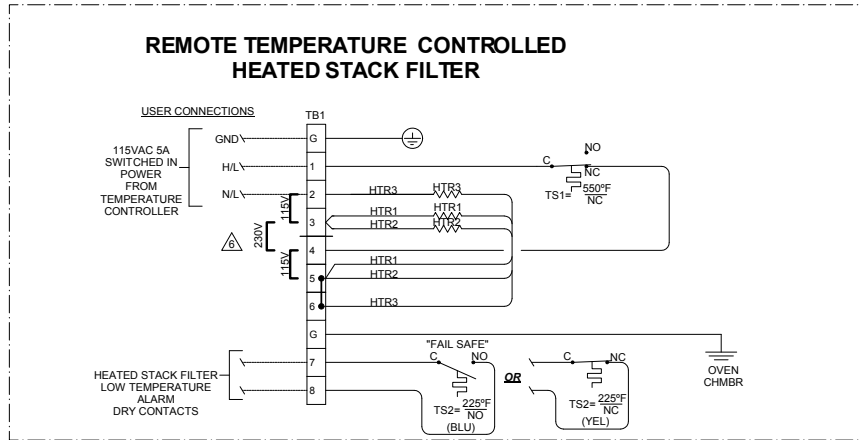 REMOTE TEMPERATURE CONTROLLED
HEATED STACK FILTER
USER CONNECTIONS
TB1
GND
G
115VAC 5A
SWITCHED IN
POWER
FROM
TEMPERATURE
CONTROLLER
H/L
1
N/L
2
3
4
5
6
G
7
8
115V
230V
115V
6
HTR3
HTR3
HTR1
HTR1
HTR2
HTR2
HTR1
HTR2
HTR3
NO
C
NC
TS1= 550ºF
NC
HEATED STACK FILTER
LOW TEMPERATURE
ALARM
DRY CONTACTS
"FAIL SAFE"
C
NO
TS2= 225ºF
NO
(BLU)
OR
C
NC
TS2= 225ºF
NC
(YEL)
OVEN
CHMBR